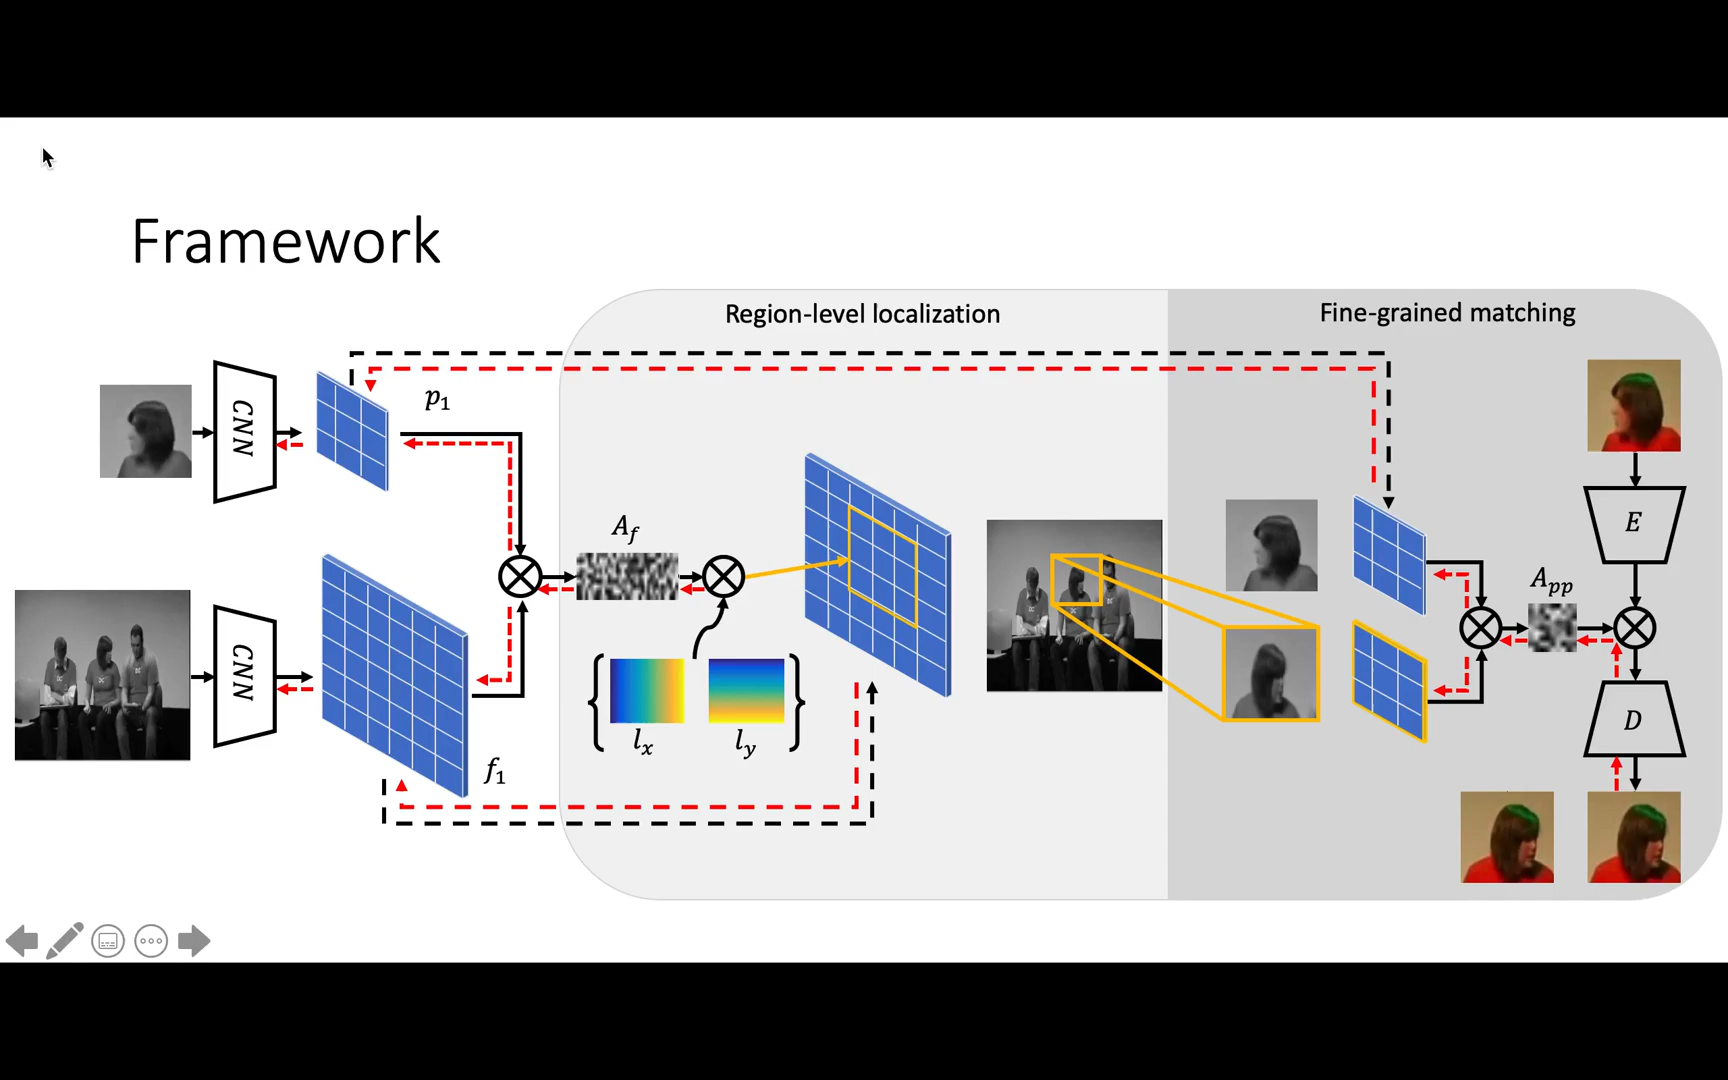 Framework
Region-level localization
Fine-grained matching
CNN
p₁
A_f
E
A_pp
CNN
l_x
l_y
D
f₁